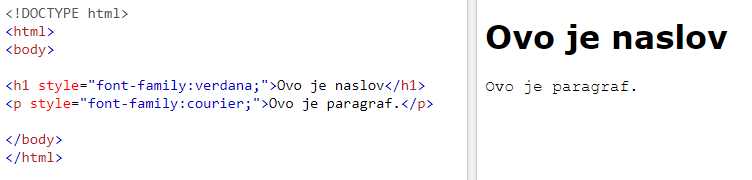 <!DOCTYPE html>
<html>
<body>
<h1 style="font-family:verdana;">Ovo je naslov</h1>
<p style="font-family:courier;">Ovo je paragraf.</p>
</body>
</html>
Ovo je naslov
Ovo je paragraf.